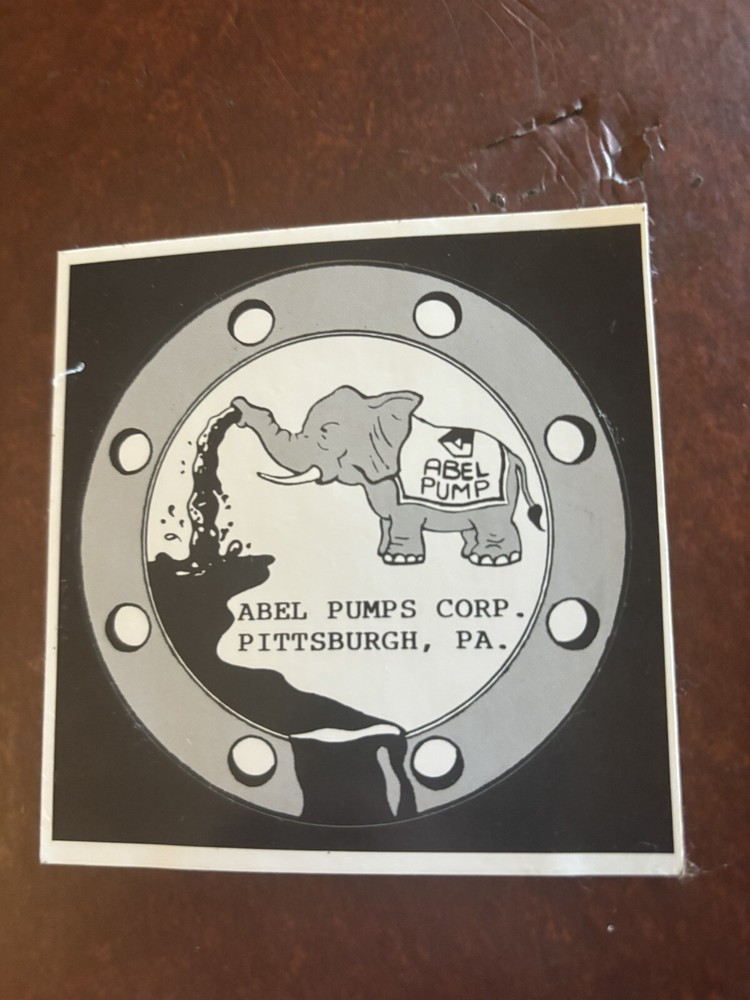 ABEL
PUMP
ABEL PUMPS CORP.
PITTSBURGH, PA.